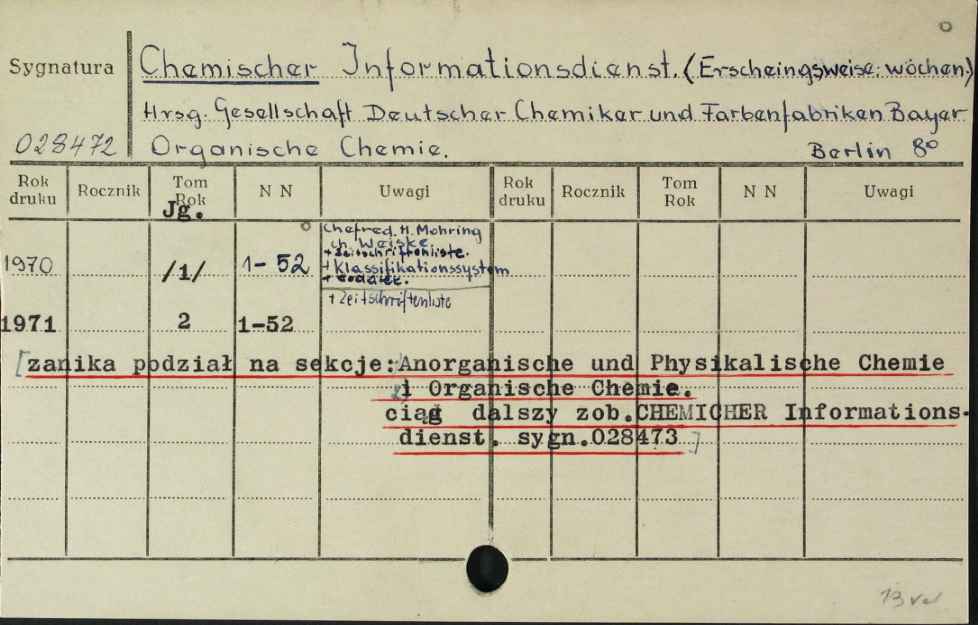 Sygnatura Chemischer Informationsdienst. (Erscheingsweise: wöchen.)
Hrsg. Gesellschaft Deutscher Chemiker und Farbenfabriken Bayer
028472 Organische Chemie. Berlin 8°
Rok druku Rocznik Tom Rok N N Uwagi Rok druku Rocznik Tom Rok N N Uwagi
Jg.
1970 /1/ 1-52 Chefred. H. Mohring
ch. Weiske.
+ Zeitschriftenliste.
+ Klassifikationssystem
+
+ Zeitschriftenliste
1971 2 1-52
[zanika podział na sekcje: Anorganische und Physikalische Chemie
i Organische Chemie.
ciąg dalszy zob. CHEMICHER Informations-
dienst. sygn.028473]